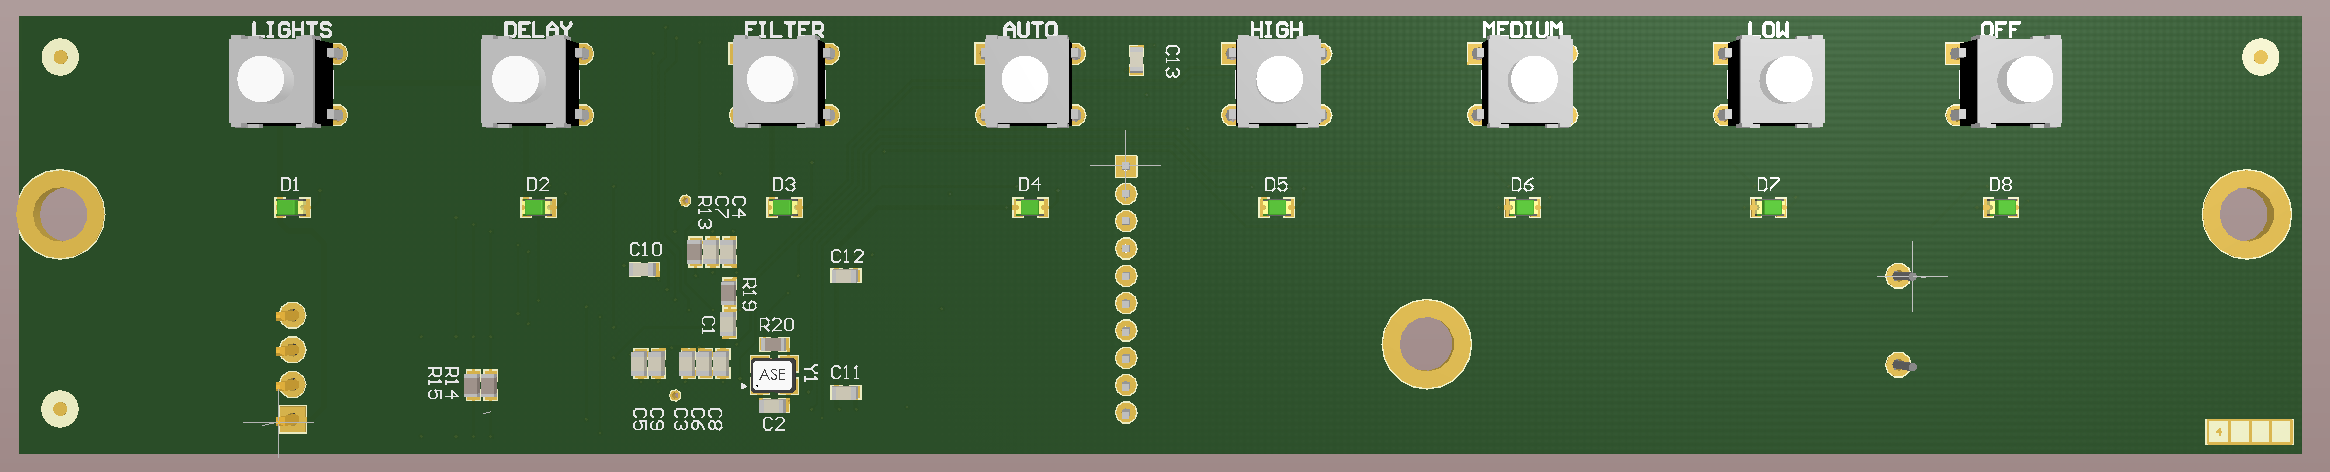 LIGHTS DELAY FILTER AUTO HIGH MEDIUM LOW OFF
C13
D1 D2 D3 D4 D5 D6 D7 D8
R13 C7 C4
C10 C12
R19
C1 R20
ASE Y1
R15 R14 C11
C5 C9 C3 C6 C8 C2
4